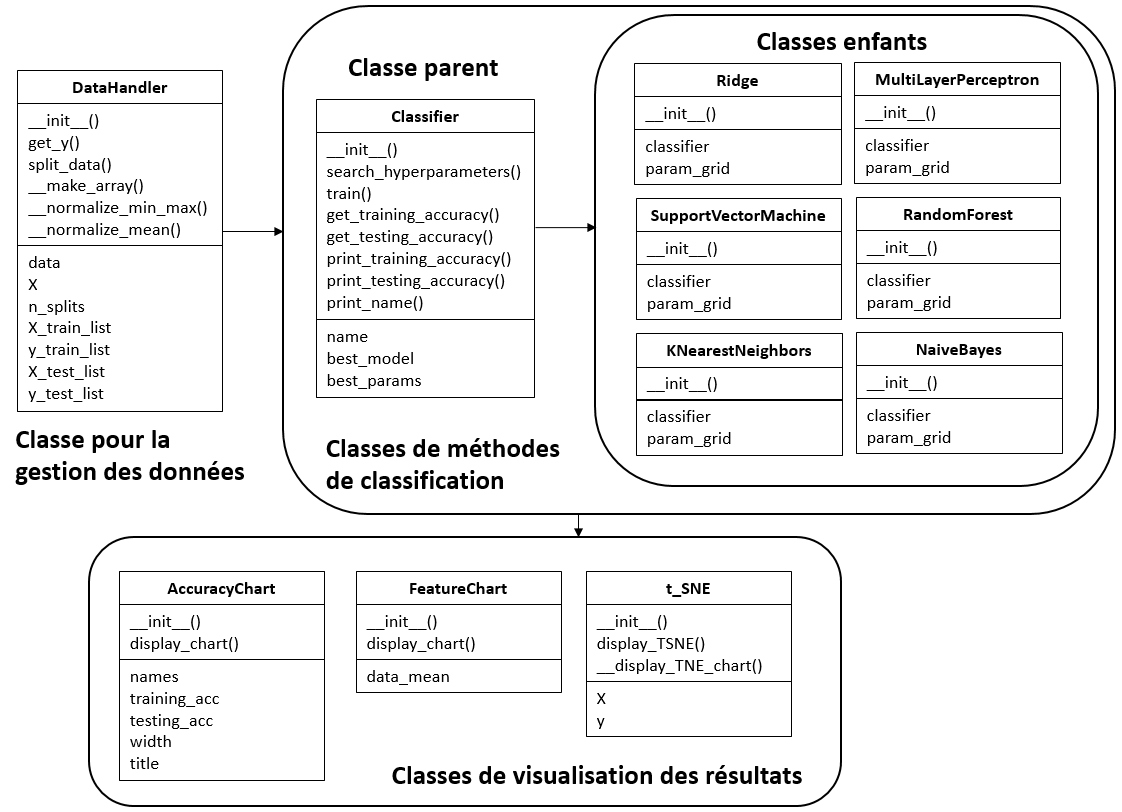 DataHandler
__init__()
get_y()
split_data()
__make_array()
__normalize_min_max()
__normalize_mean()
data
X
n_splits
X_train_list
y_train_list
X_test_list
y_test_list
Classe pour la
gestion des données
Classe parent
Classifier
__init__()
search_hyperparameters()
train()
get_training_accuracy()
get_testing_accuracy()
print_training_accuracy()
print_testing_accuracy()
print_name()
name
best_model
best_params
Classes de méthodes
de classification
Classes enfants
Ridge
__init__()
classifier
param_grid
MultiLayerPerceptron
__init__()
classifier
param_grid
SupportVectorMachine
__init__()
classifier
param_grid
RandomForest
__init__()
classifier
param_grid
KNearestNeighbors
__init__()
classifier
param_grid
NaiveBayes
__init__()
classifier
param_grid
AccuracyChart
__init__()
display_chart()
names
training_acc
testing_acc
width
title
FeatureChart
__init__()
display_chart()
data_mean
t_SNE
__init__()
display_TSNE()
__display_TNE_chart()
X
y
Classes de visualisation des résultats